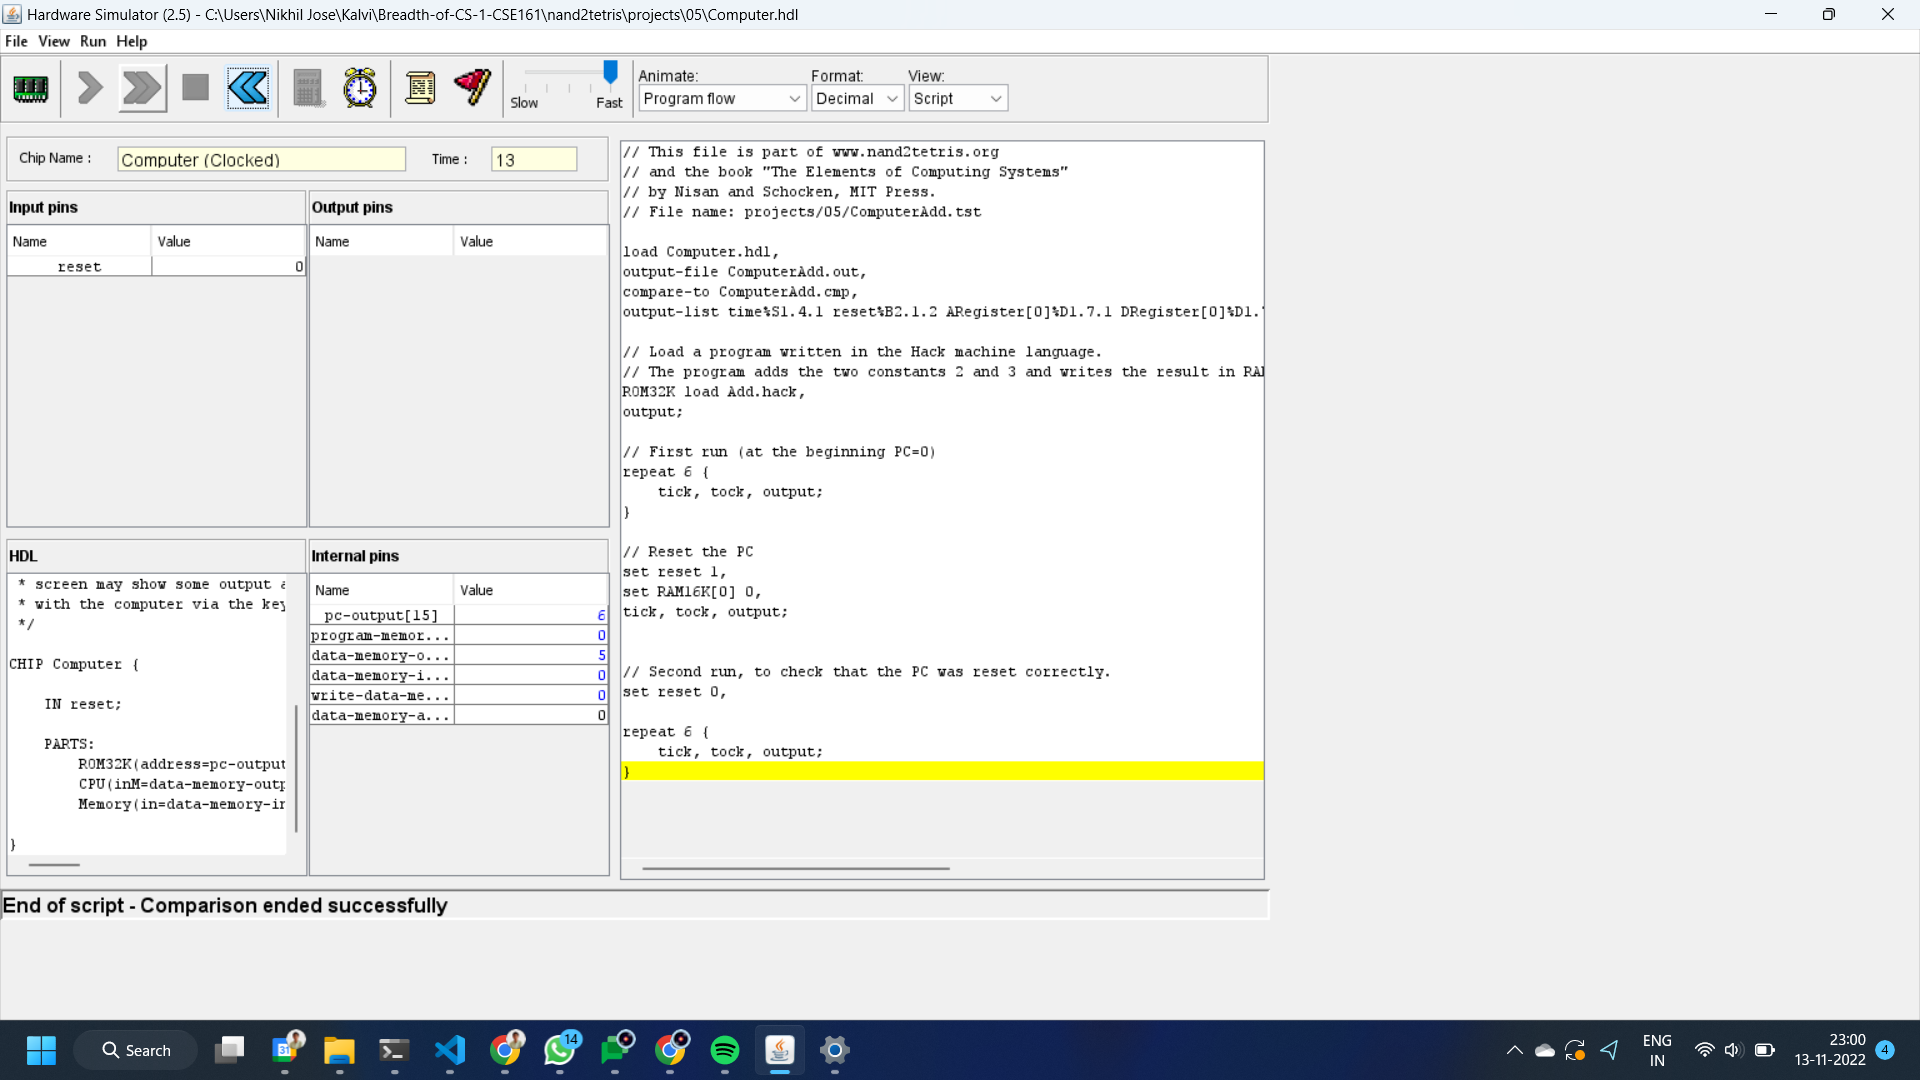 Hardware Simulator (2.5) - C:\Users\Nikhil Jose\Kalvi\Breadth-of-CS-1-CSE161\nand2tetris\projects\05\Computer.hdl
File View Run Help
Slow Fast
Animate: Format: View:
Program flow Decimal Script
Chip Name : Computer (Clocked) Time : 13
Input pins
Name Value
reset 0
Output pins
Name Value
HDL
* screen may show some output a
* with the computer via the key
*/
CHIP Computer {
IN reset;
PARTS:
ROM32K(address=pc-output
CPU(inM=data-memory-outp
Memory(in=data-memory-in
}
Internal pins
Name Value
pc-output[15] 6
program-memor... 0
data-memory-o... 5
data-memory-i... 0
write-data-me... 0
data-memory-a... 0
// This file is part of www.nand2tetris.org
// and the book "The Elements of Computing Systems"
// by Nisan and Schocken, MIT Press.
// File name: projects/05/ComputerAdd.tst
load Computer.hdl,
output-file ComputerAdd.out,
compare-to ComputerAdd.cmp,
output-list time%S1.4.1 reset%B2.1.2 ARegister[0]%D1.7.1 DRegister[0]%D1.7
// Load a program written in the Hack machine language.
// The program adds the two constants 2 and 3 and writes the result in RAM
ROM32K load Add.hack,
output;
// First run (at the beginning PC=0)
repeat 6 {
tick, tock, output;
}
// Reset the PC
set reset 1,
set RAM16K[0] 0,
tick, tock, output;
// Second run, to check that the PC was reset correctly.
set reset 0,
repeat 6 {
tick, tock, output;
}
End of script - Comparison ended successfully
Search
31
14
ENG
IN
23:00
13-11-2022
4